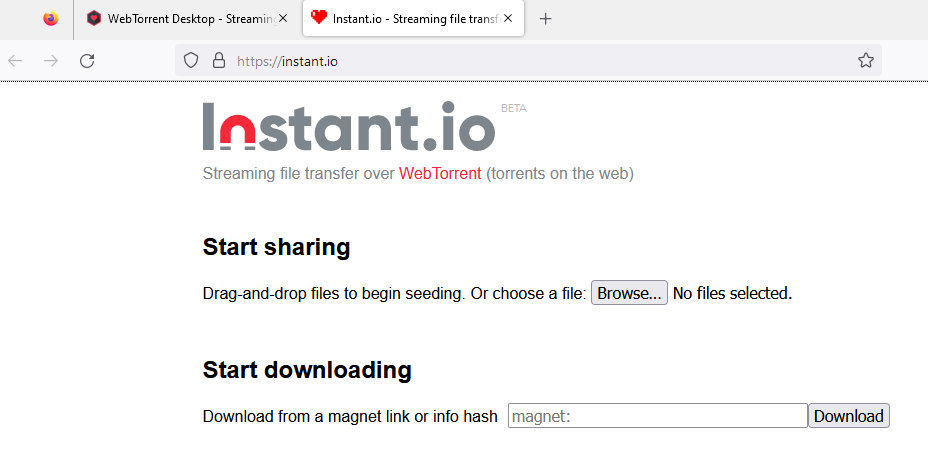 WebTorrent Desktop - Streaming
Instant.io - Streaming file transf
https://instant.io
Instant.io BETA
Streaming file transfer over WebTorrent (torrents on the web)
Start sharing
Drag-and-drop files to begin seeding. Or choose a file: Browse... No files selected.
Start downloading
Download from a magnet link or info hash magnet: Download